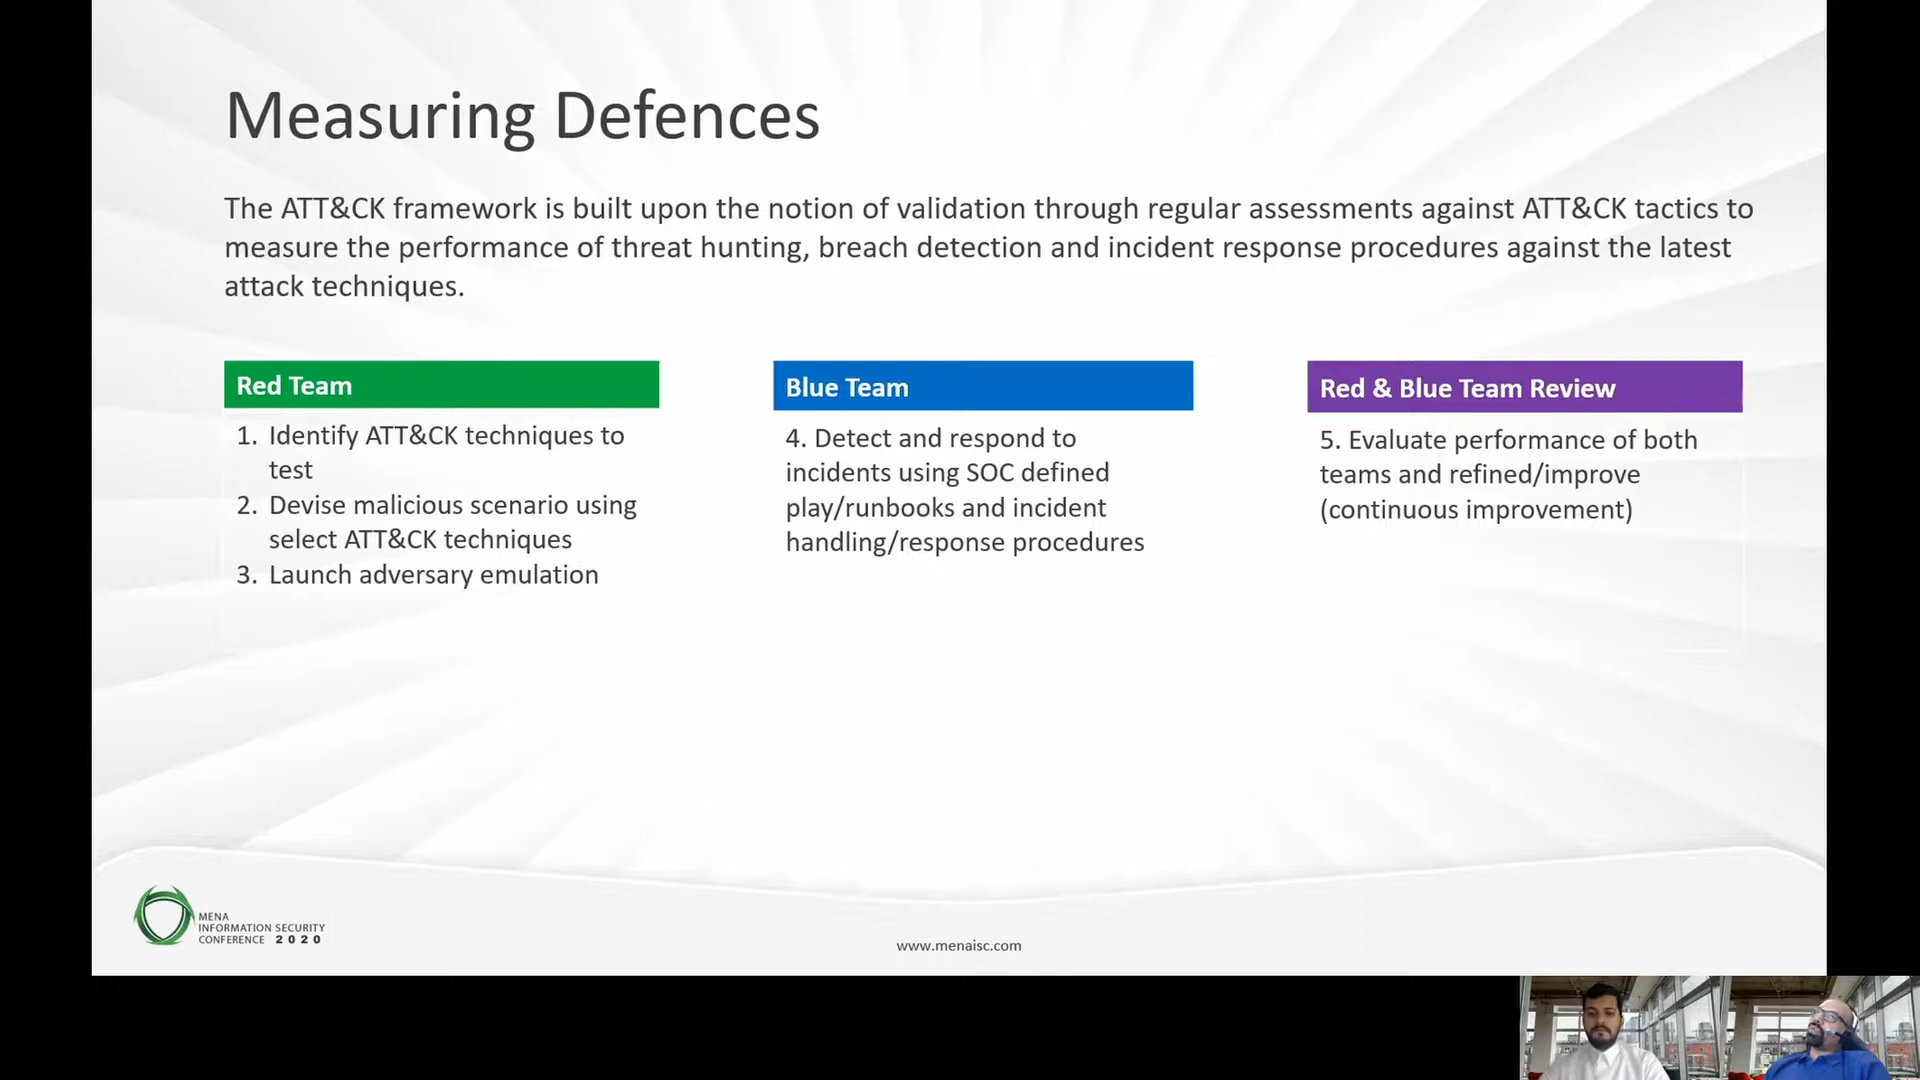 Measuring Defences
The ATT&CK framework is built upon the notion of validation through regular assessments against ATT&CK tactics to
measure the performance of threat hunting, breach detection and incident response procedures against the latest
attack techniques.
Red Team
1. Identify ATT&CK techniques to
test
2. Devise malicious scenario using
select ATT&CK techniques
3. Launch adversary emulation
Blue Team
4. Detect and respond to
incidents using SOC defined
play/runbooks and incident
handling/response procedures
Red & Blue Team Review
5. Evaluate performance of both
teams and refined/improve
(continuous improvement)
MENA
INFORMATION SECURITY
CONFERENCE 2020
www.menaisc.com